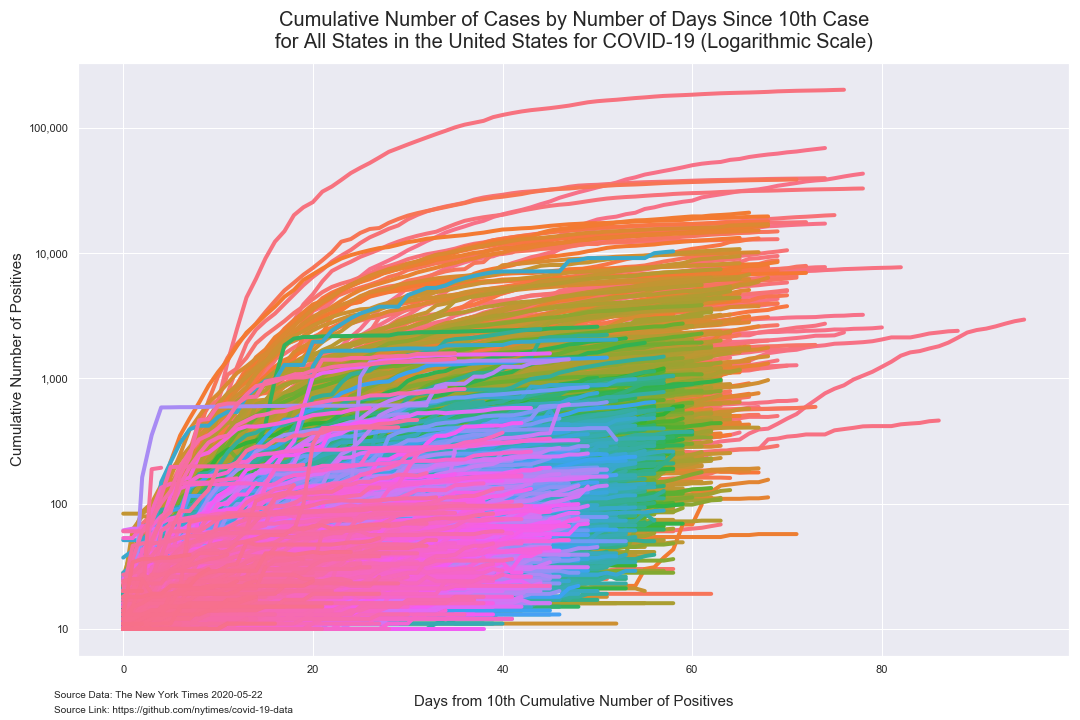 Cumulative Number of Cases by Number of Days Since 10th Case
for All States in the United States for COVID-19 (Logarithmic Scale)
Cumulative Number of Positives
100,000
10,000
1,000
100
10
0 20 40 60 80
Days from 10th Cumulative Number of Positives
Source Data: The New York Times 2020-05-22
Source Link: https://github.com/nytimes/covid-19-data